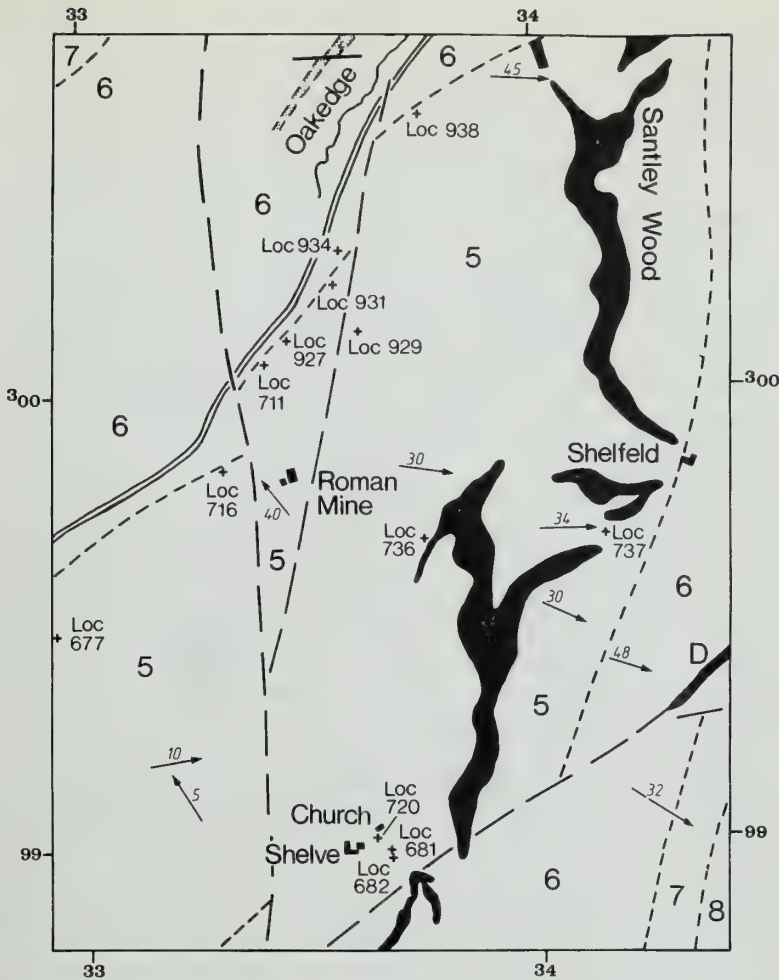 33
34
7
6
6
45
Oakedge
Loc 938
Santley Wood
6
Loc 934
5
Loc 931
Loc
927
Loc 929
Loc
711
300
300
6
Shelfeld
30
Roman
Mine
Loc
716
40
34
Loc
736
Loc
737
5
30
6
Loc
677
48
D
5
5
10
32
5
Loc
720
Church
Loc
681
Shelve
Loc
682
99
99
6
7
8
33
34